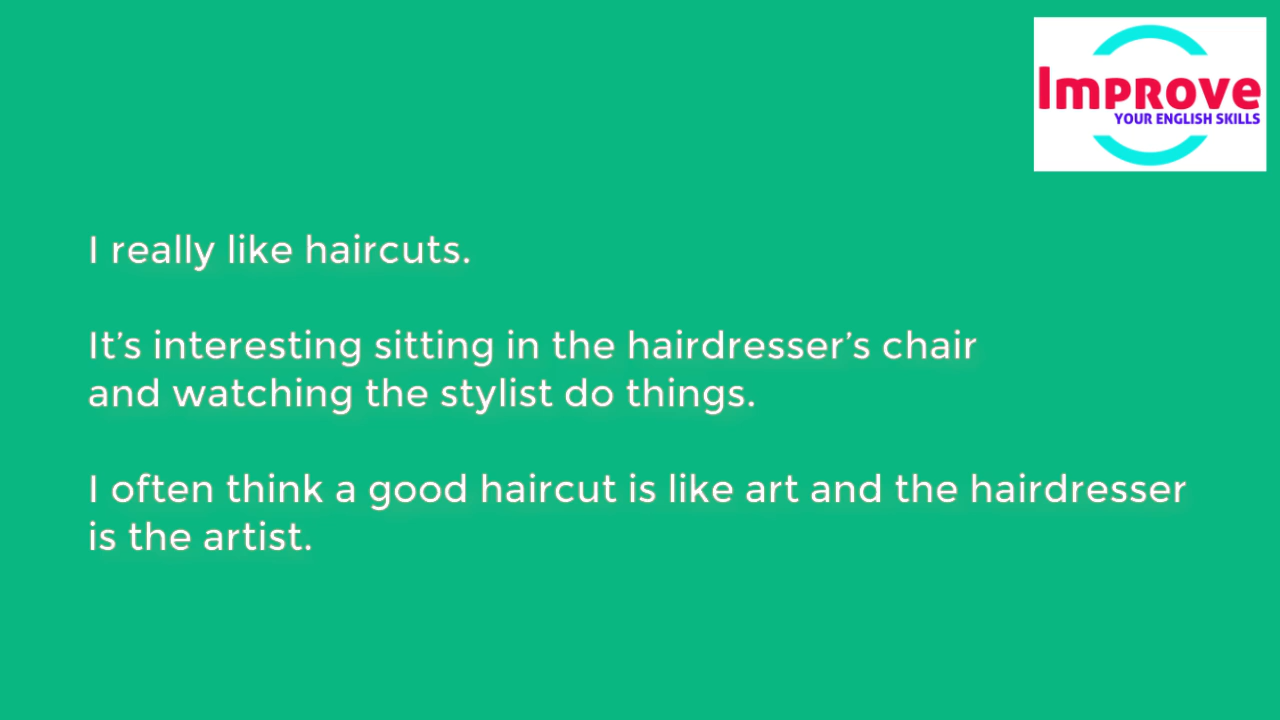 Improve
YOUR ENGLISH SKILLS
I really like haircuts.
It’s interesting sitting in the hairdresser’s chair
and watching the stylist do things.
I often think a good haircut is like art and the hairdresser
is the artist.